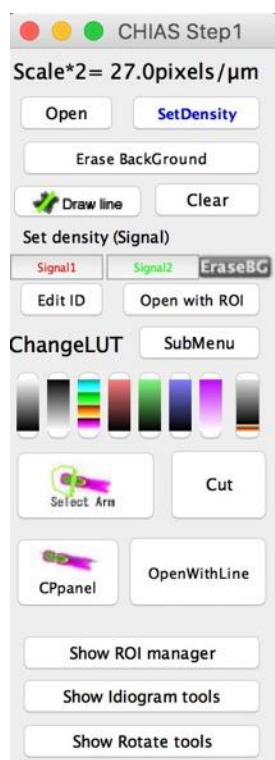 CHIAS Step1
Scale*2= 27.0pixels/µm
Open SetDensity
Erase BackGround
Draw line Clear
Set density (Signal)
Signal1 Signal2 EraseBG
Edit ID Open with ROI
ChangeLUT SubMenu
Select Arm Cut
CPpanel OpenWithLine
Show ROI manager
Show Idiogram tools
Show Rotate tools